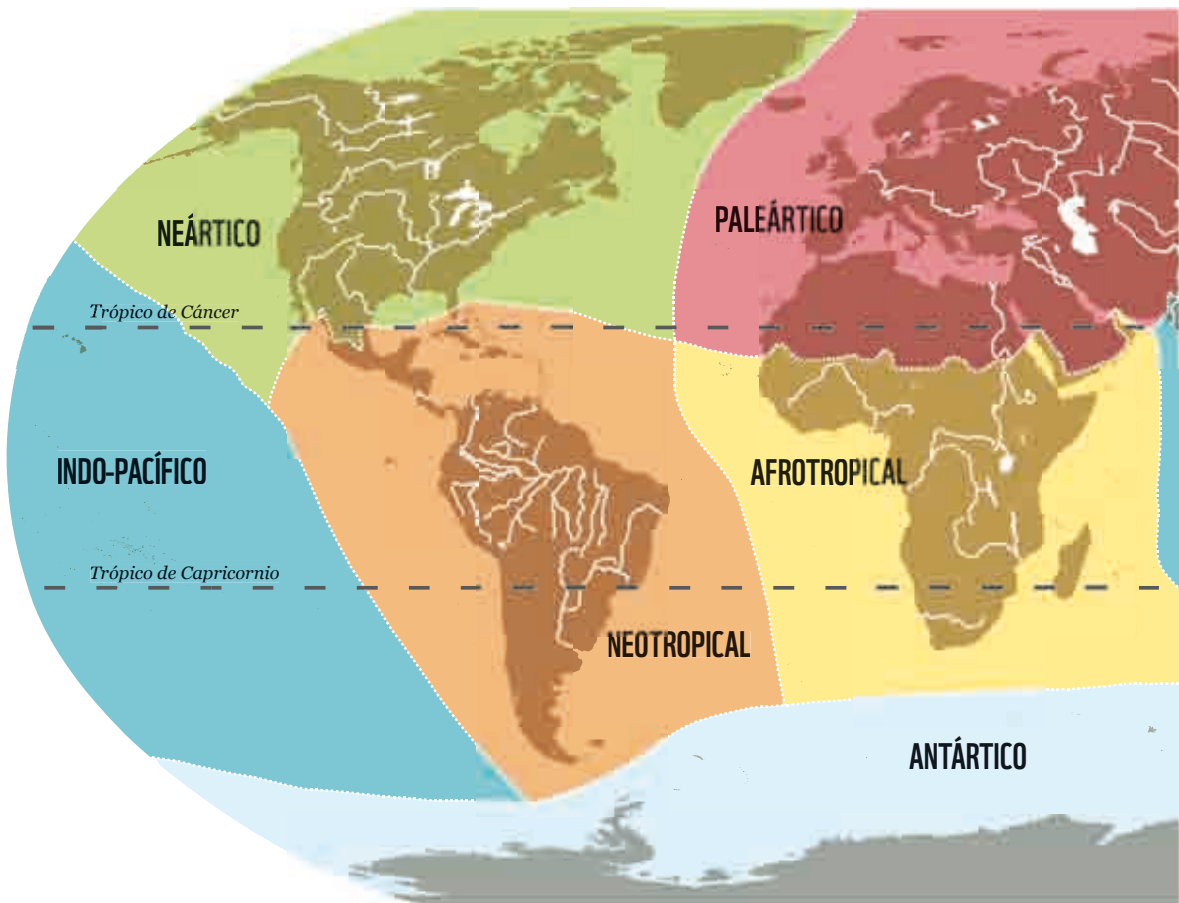 NEÁRTICO
PALEÁRTICO
Trópico de Cáncer
INDO-PACÍFICO
AFROTROPICAL
Trópico de Capricornio
NEOTROPICAL
ANTÁRTICO